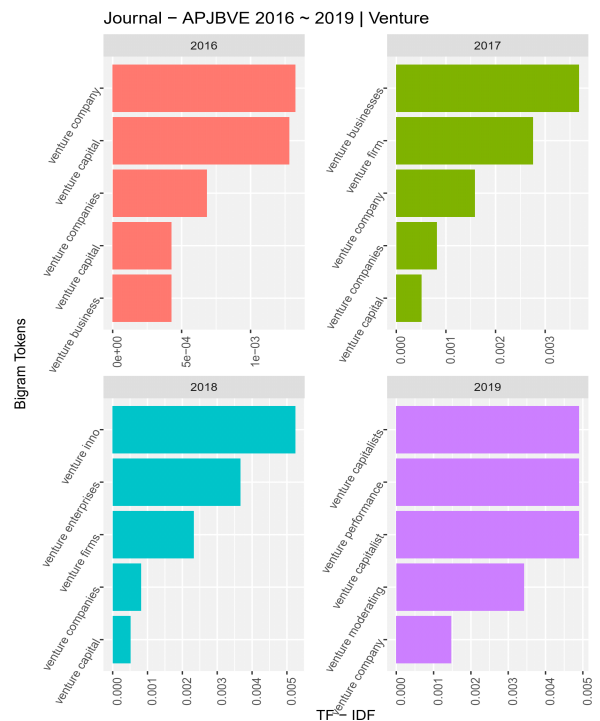 Journal − APJBVE 2016 ~ 2019 | Venture
2016
venture company
venture capital
venture companies
venture capital
venture business
0e+00
5e−04
1e−03
2017
venture businesses
venture firm
venture company
venture companies
venture capital
0.000
0.001
0.002
0.003
Bigram Tokens
2018
venture inno
venture enterprises
venture firms
venture companies
venture capital
0.000
0.001
0.002
0.003
0.004
0.005
2019
venture capitalists
venture performance
venture capitalist
venture moderating
venture company
0.000
0.001
0.002
0.003
0.004
0.005
TF − IDF